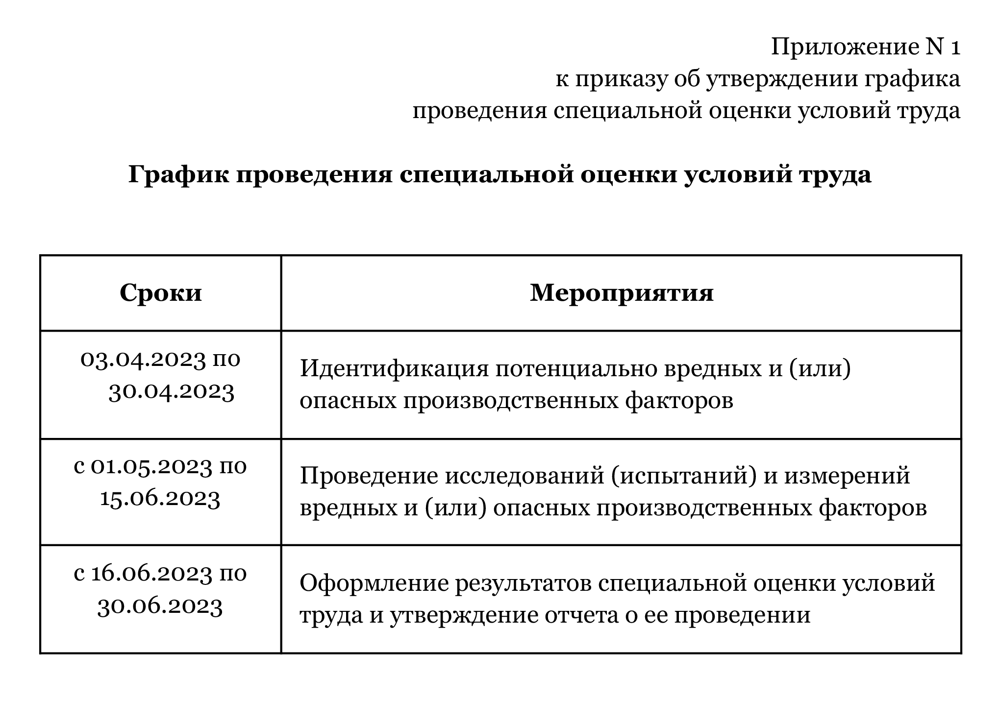 Приложение N 1
к приказу об утверждении графика
проведения специальной оценки условий труда
График проведения специальной оценки условий труда
Сроки
Мероприятия
03.04.2023 по
30.04.2023
Идентификация потенциально вредных и (или)
опасных производственных факторов
с 01.05.2023 по
15.06.2023
Проведение исследований (испытаний) и измерений
вредных и (или) опасных производственных факторов
с 16.06.2023 по
30.06.2023
Оформление результатов специальной оценки условий
труда и утверждение отчета о ее проведении